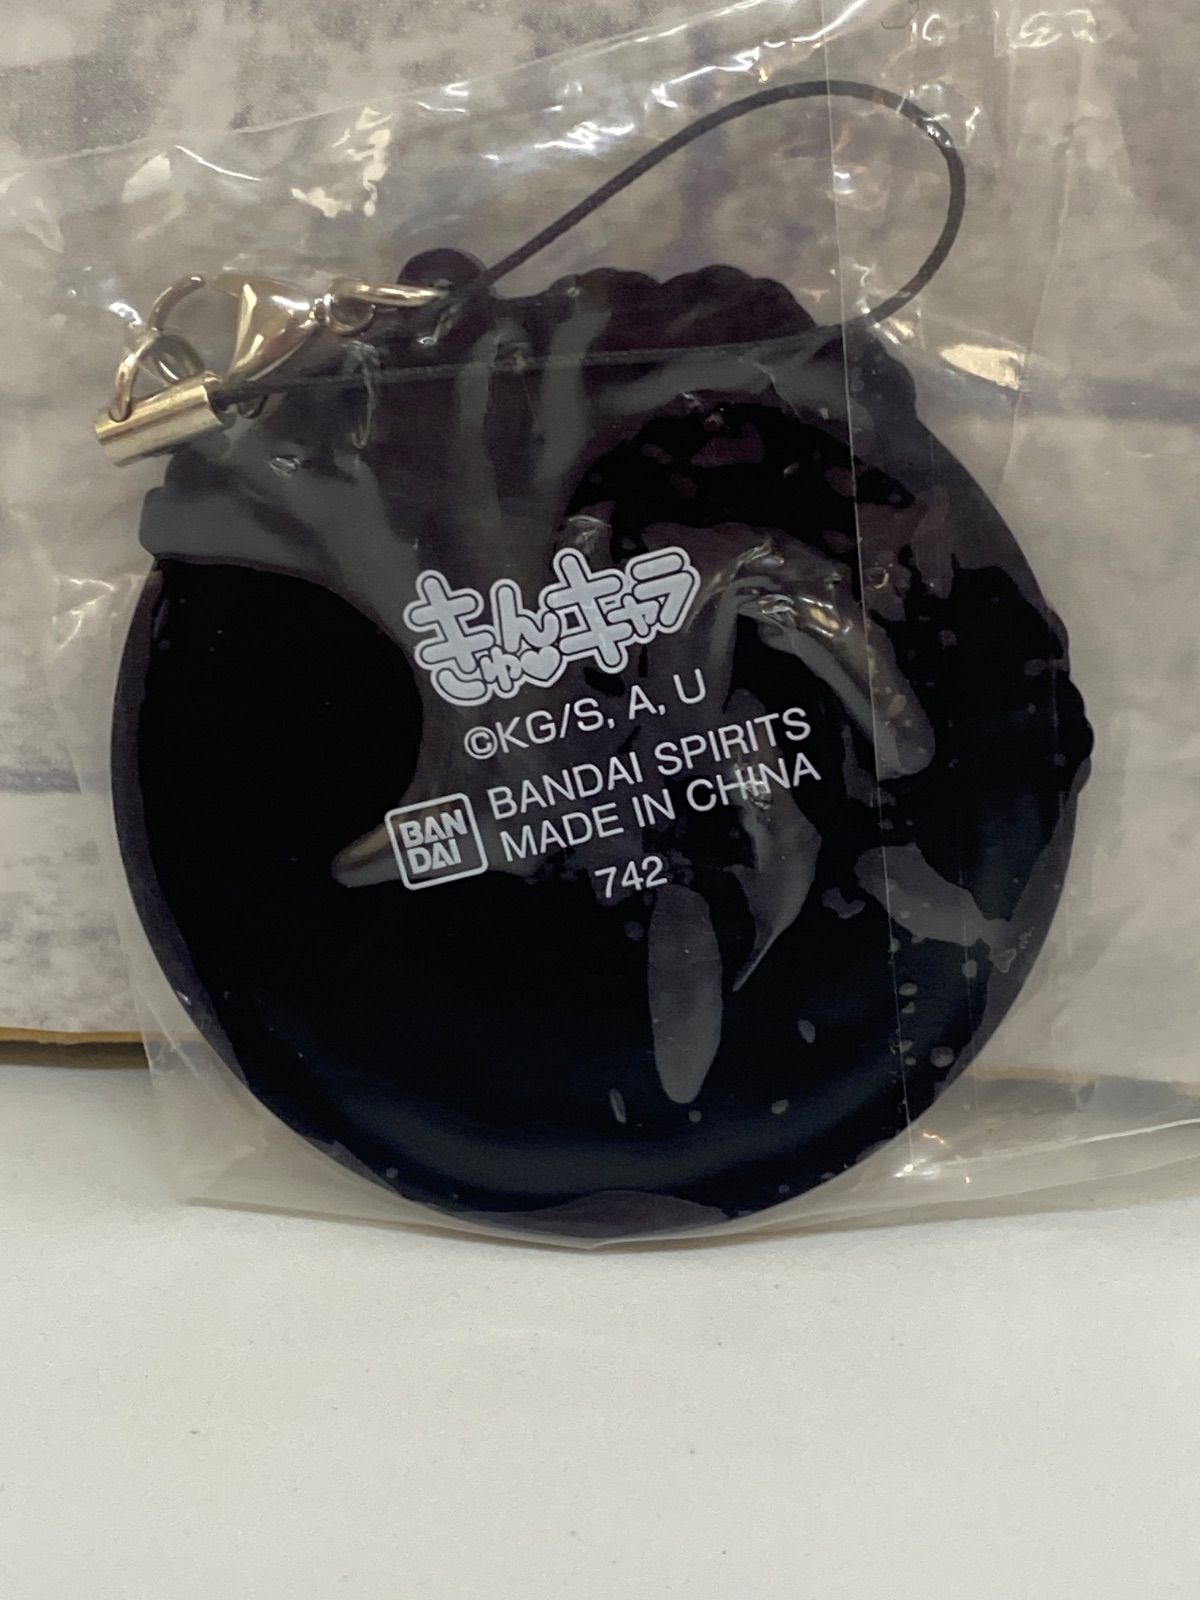 きゅんキャラ
©KG/S, A, U
BAN
DAI
BANDAI SPIRITS
MADE IN CHINA
742